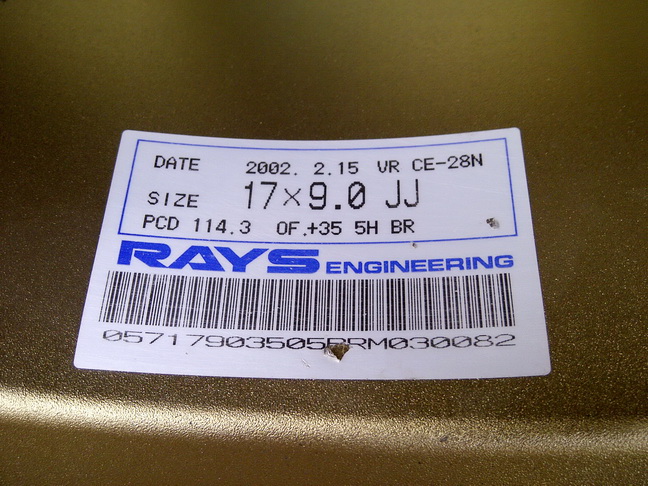 DATE 2002. 2.15 VR CE-28N
SIZE 17×9.0 JJ
PCD 114.3 OF.+35 5H BR
RAYS ENGINEERING
05717903505BRM030082